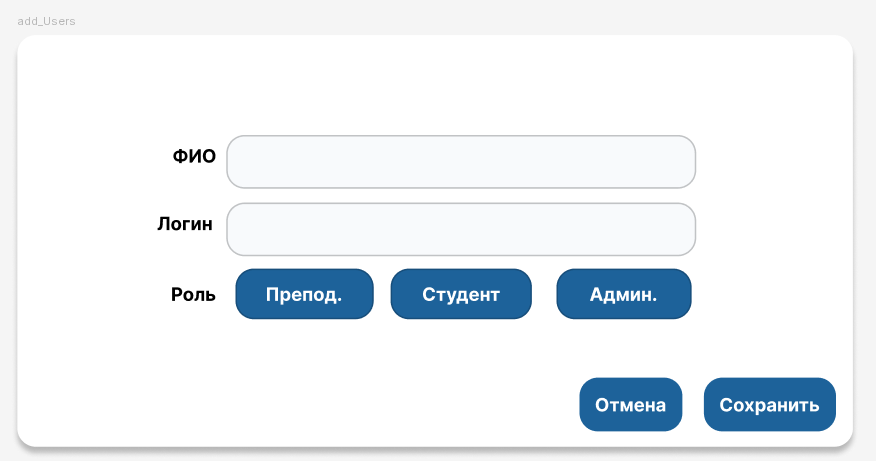 add_Users
ФИО
Логин
Роль Препод. Студент Админ.
Отмена Сохранить